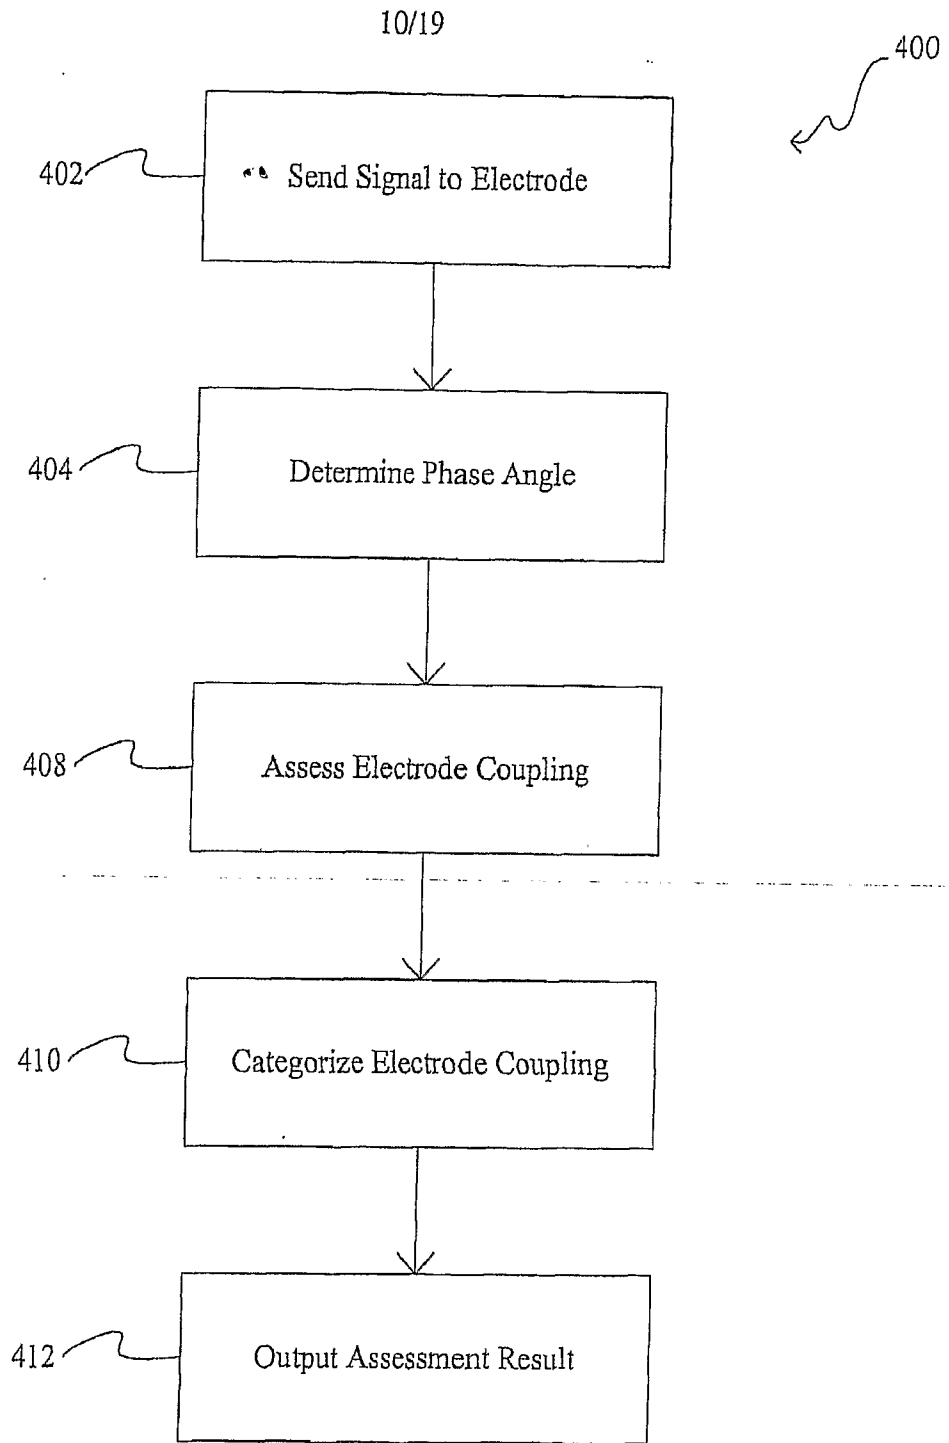 10/19
400
402
Send Signal to Electrode
404
Determine Phase Angle
408
Assess Electrode Coupling
410
Categorize Electrode Coupling
412
Output Assessment Result